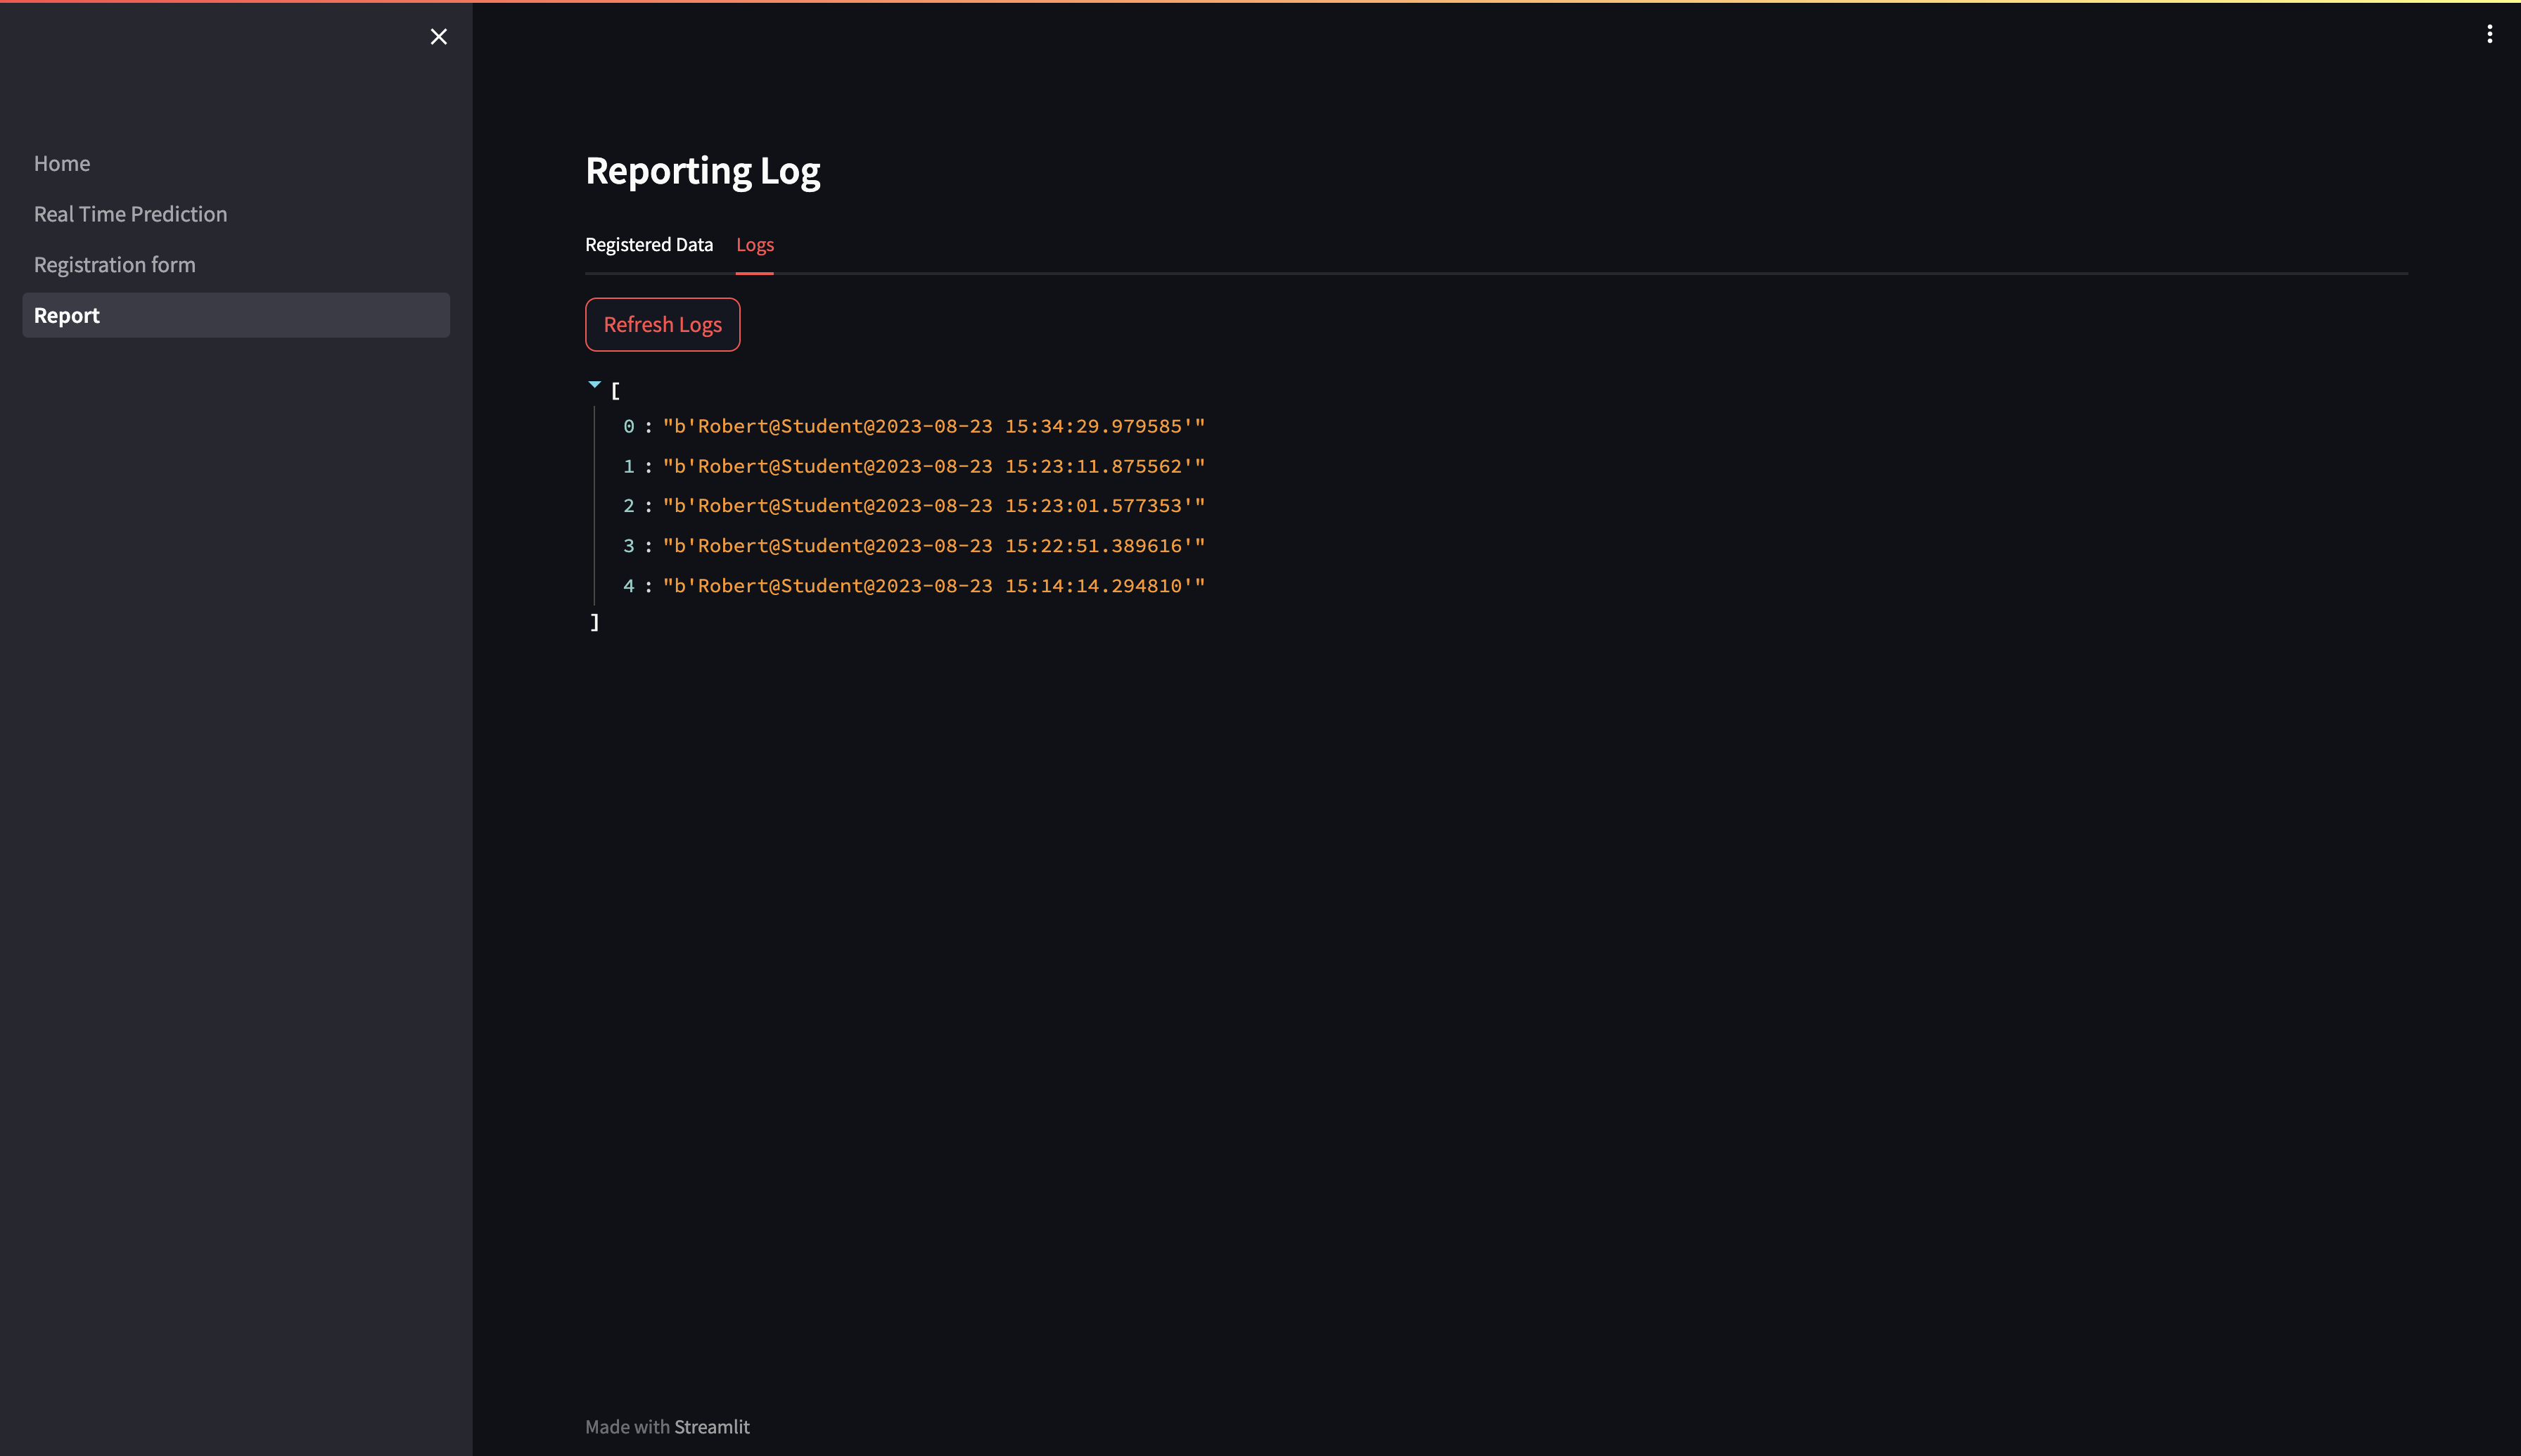 Home
Real Time Prediction
Registration form
Report
Reporting Log
Registered Data Logs
Refresh Logs
[
0 : "b'Robert@Student@2023-08-23 15:34:29.979585'"
1 : "b'Robert@Student@2023-08-23 15:23:11.875562'"
2 : "b'Robert@Student@2023-08-23 15:23:01.577353'"
3 : "b'Robert@Student@2023-08-23 15:22:51.389616'"
4 : "b'Robert@Student@2023-08-23 15:14:14.294810'"
]
Made with Streamlit